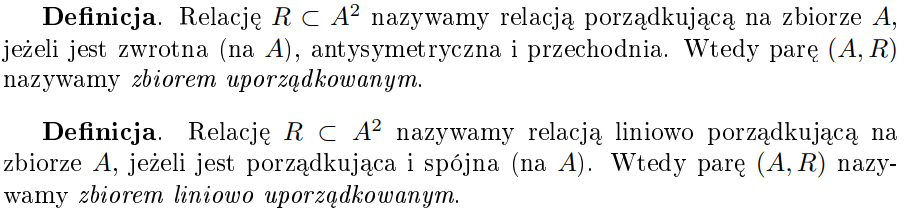 Definicja. Relację R ⊂ A² nazywamy relacją porządkującą na zbiorze A,
jeżeli jest zwrotna (na A), antysymetryczna i przechodnia. Wtedy parę (A, R)
nazywamy zbiorem uporządkowanym.
Definicja. Relację R ⊂ A² nazywamy relacją liniowo porządkującą na
zbiorze A, jeżeli jest porządkująca i spójna (na A). Wtedy parę (A, R) nazy-
wamy zbiorem liniowo uporządkowanym.